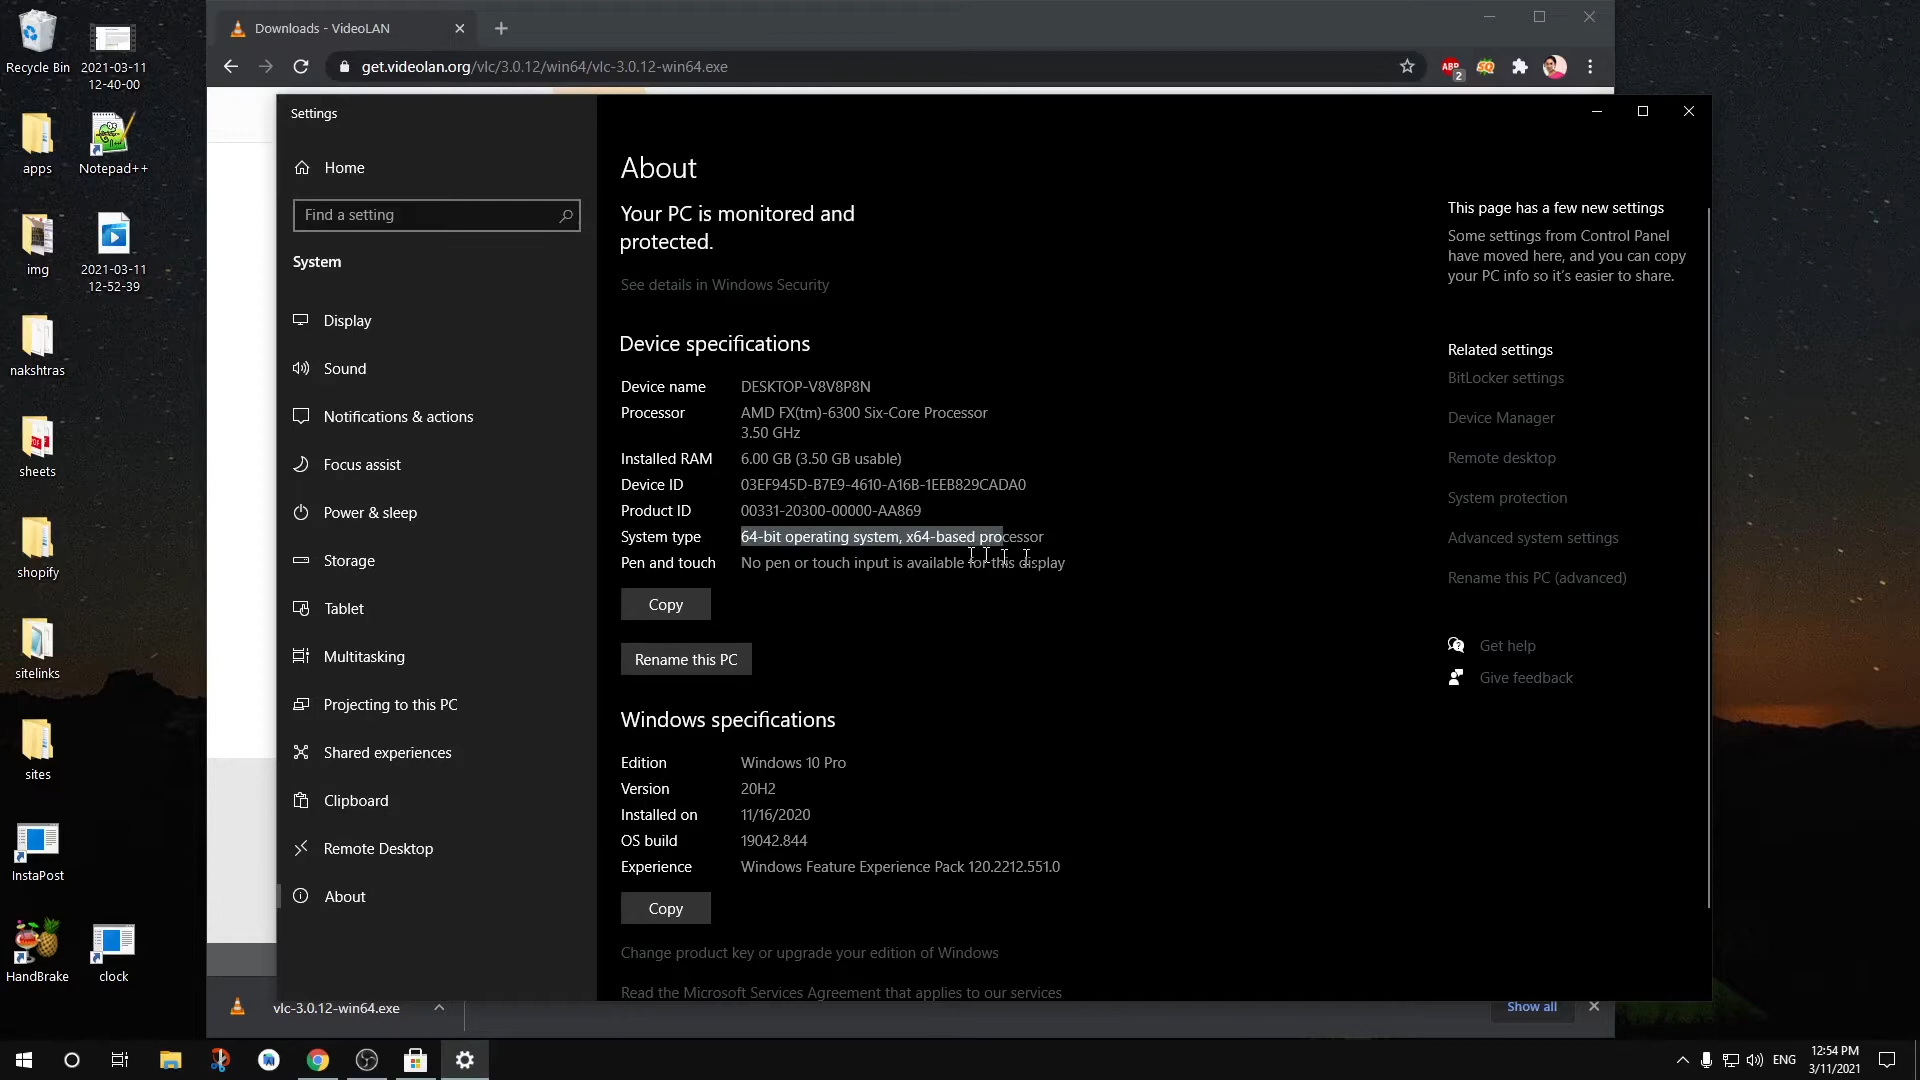 Recycle Bin
2021-03-11
12-40-00
apps
Notepad++
img
2021-03-11
12-52-39
nakshtras
sheets
shopify
sitelinks
sites
InstaPost
HandBrake
clock
Downloads - VideoLAN
get.videolan.org/vlc/3.0.12/win64/vlc-3.0.12-win64.exe
ABP
2
SQ
Settings
Home
Find a setting
System
Display
Sound
Notifications & actions
Focus assist
Power & sleep
Storage
Tablet
Multitasking
Projecting to this PC
Shared experiences
Clipboard
Remote Desktop
About
About
Your PC is monitored and
protected.
See details in Windows Security
Device specifications
Device name DESKTOP-V8V8P8N
Processor AMD FX(tm)-6300 Six-Core Processor
3.50 GHz
Installed RAM 6.00 GB (3.50 GB usable)
Device ID 03EF945D-B7E9-4610-A16B-1EEB829CADA0
Product ID 00331-20300-00000-AA869
System type 64-bit operating system, x64-based processor
Pen and touch No pen or touch input is available for this display
Copy
Rename this PC
Windows specifications
Edition Windows 10 Pro
Version 20H2
Installed on 11/16/2020
OS build 19042.844
Experience Windows Feature Experience Pack 120.2212.551.0
Copy
Change product key or upgrade your edition of Windows
Read the Microsoft Services Agreement that applies to our services
This page has a few new settings
Some settings from Control Panel
have moved here, and you can copy
your PC info so it's easier to share.
Related settings
BitLocker settings
Device Manager
Remote desktop
System protection
Advanced system settings
Rename this PC (advanced)
Get help
Give feedback
vlc-3.0.12-win64.exe
Show all
ENG
12:54 PM
3/11/2021